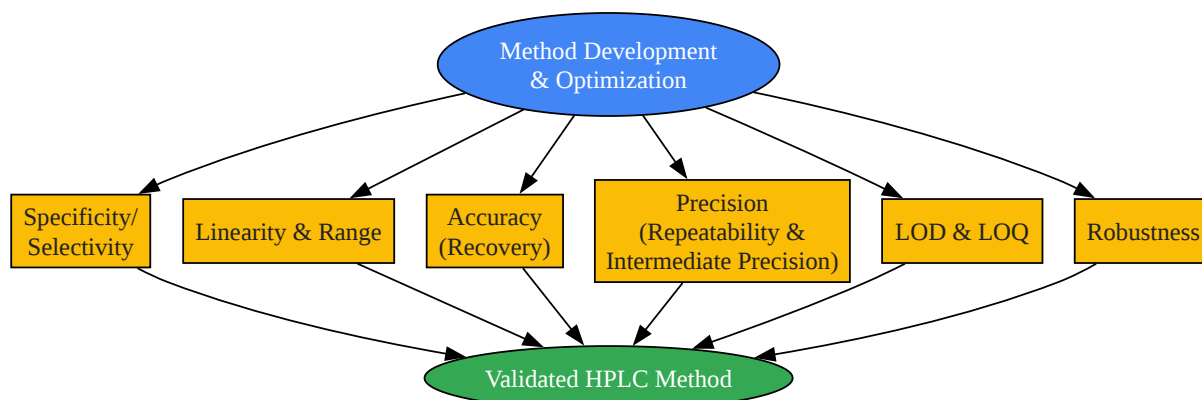 Method Development
& Optimization
Specificity/
Selectivity
Linearity & Range
Accuracy
(Recovery)
Precision
(Repeatability &
Intermediate Precision)
LOD & LOQ
Robustness
Validated HPLC Method